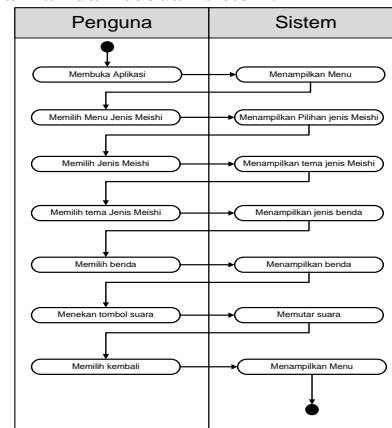 Penguna Sistem
Membuka Aplikasi Menampilkan Menu
Memilih Menu Jenis Meishi Menampilkan Pilihan jenis Meishi
Memilih Jenis Meishi Menampilkan tema jenis Meishi
Memilih tema Jenis Meishi Menampilkan jenis benda
Memilih benda Menampilkan benda
Menekan tombol suara Memutar suara
Memilih kembali Menampilkan Menu